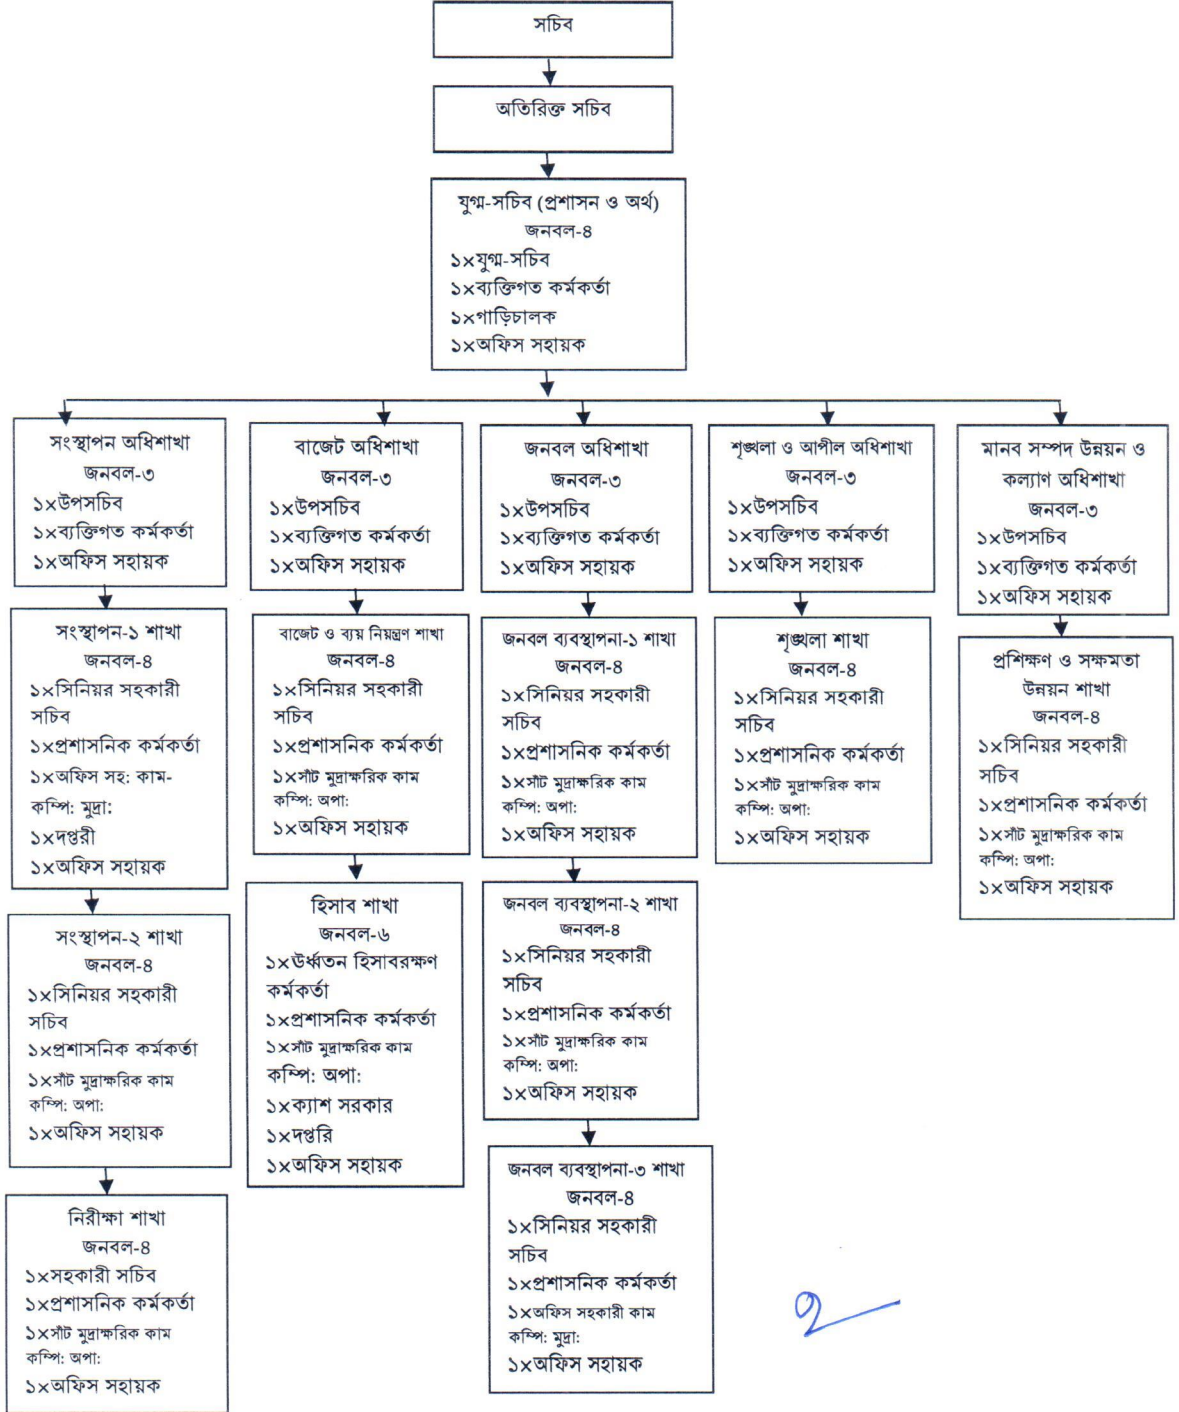 সচিব
অতিরিক্ত সচিব
যুগ্ম-সচিব (প্রশাসন ও অর্থ)
জনবল-৪
১×যুগ্ম-সচিব
১×ব্যক্তিগত কর্মকর্তা
১×গাড়িচালক
১×অফিস সহায়ক
সংস্থাপন অধিশাখা
জনবল-৩
১×উপসচিব
১×ব্যক্তিগত কর্মকর্তা
১×অফিস সহায়ক
সংস্থাপন-১ শাখা
জনবল-৪
১×সিনিয়র সহকারী
সচিব
১×প্রশাসনিক কর্মকর্তা
১×অফিস সহ: কাম-
কম্পি: মুদ্রা:
১×দপ্তরী
১×অফিস সহায়ক
সংস্থাপন-২ শাখা
জনবল-৪
১×সিনিয়র সহকারী
সচিব
১×প্রশাসনিক কর্মকর্তা
১×সাঁট মুদ্রাক্ষরিক কাম
কম্পি: অপা:
১×অফিস সহায়ক
নিরীক্ষা শাখা
জনবল-৪
১×সহকারী সচিব
১×প্রশাসনিক কর্মকর্তা
১×সাঁট মুদ্রাক্ষরিক কাম
কম্পি: অপা:
১×অফিস সহায়ক
বাজেট অধিশাখা
জনবল-৩
১×উপসচিব
১×ব্যক্তিগত কর্মকর্তা
১×অফিস সহায়ক
বাজেট ও ব্যয় নিয়ন্ত্রণ শাখা
জনবল-৪
১×সিনিয়র সহকারী
সচিব
১×প্রশাসনিক কর্মকর্তা
১×সাঁট মুদ্রাক্ষরিক কাম
কম্পি: অপা:
১×অফিস সহায়ক
হিসাব শাখা
জনবল-৬
১×ঊর্ধ্বতন হিসাবরক্ষণ
কর্মকর্তা
১×প্রশাসনিক কর্মকর্তা
১×সাঁট মুদ্রাক্ষরিক কাম
কম্পি: অপা:
১×ক্যাশ সরকার
১×দপ্তরি
১×অফিস সহায়ক
জনবল অধিশাখা
জনবল-৩
১×উপসচিব
১×ব্যক্তিগত কর্মকর্তা
১×অফিস সহায়ক
জনবল ব্যবস্থাপনা-১ শাখা
জনবল-৪
১×সিনিয়র সহকারী
সচিব
১×প্রশাসনিক কর্মকর্তা
১×সাঁট মুদ্রাক্ষরিক কাম
কম্পি: অপা:
১×অফিস সহায়ক
জনবল ব্যবস্থাপনা-২ শাখা
জনবল-৪
১×সিনিয়র সহকারী
সচিব
১×প্রশাসনিক কর্মকর্তা
১×সাঁট মুদ্রাক্ষরিক কাম
কম্পি: অপা:
১×অফিস সহায়ক
জনবল ব্যবস্থাপনা-৩ শাখা
জনবল-৪
১×সিনিয়র সহকারী
সচিব
১×প্রশাসনিক কর্মকর্তা
১×অফিস সহকারী কাম
কম্পি: মুদ্রা:
১×অফিস সহায়ক
শৃঙ্খলা ও আপীল অধিশাখা
জনবল-৩
১×উপসচিব
১×ব্যক্তিগত কর্মকর্তা
১×অফিস সহায়ক
শৃঙ্খলা শাখা
জনবল-৪
১×সিনিয়র সহকারী
সচিব
১×প্রশাসনিক কর্মকর্তা
১×সাঁট মুদ্রাক্ষরিক কাম
কম্পি: অপা:
১×অফিস সহায়ক
মানব সম্পদ উন্নয়ন ও
কল্যাণ অধিশাখা
জনবল-৩
১×উপসচিব
১×ব্যক্তিগত কর্মকর্তা
১×অফিস সহায়ক
প্রশিক্ষণ ও সক্ষমতা
উন্নয়ন শাখা
জনবল-৪
১×সিনিয়র সহকারী
সচিব
১×প্রশাসনিক কর্মকর্তা
১×সাঁট মুদ্রাক্ষরিক কাম
কম্পি: অপা:
১×অফিস সহায়ক